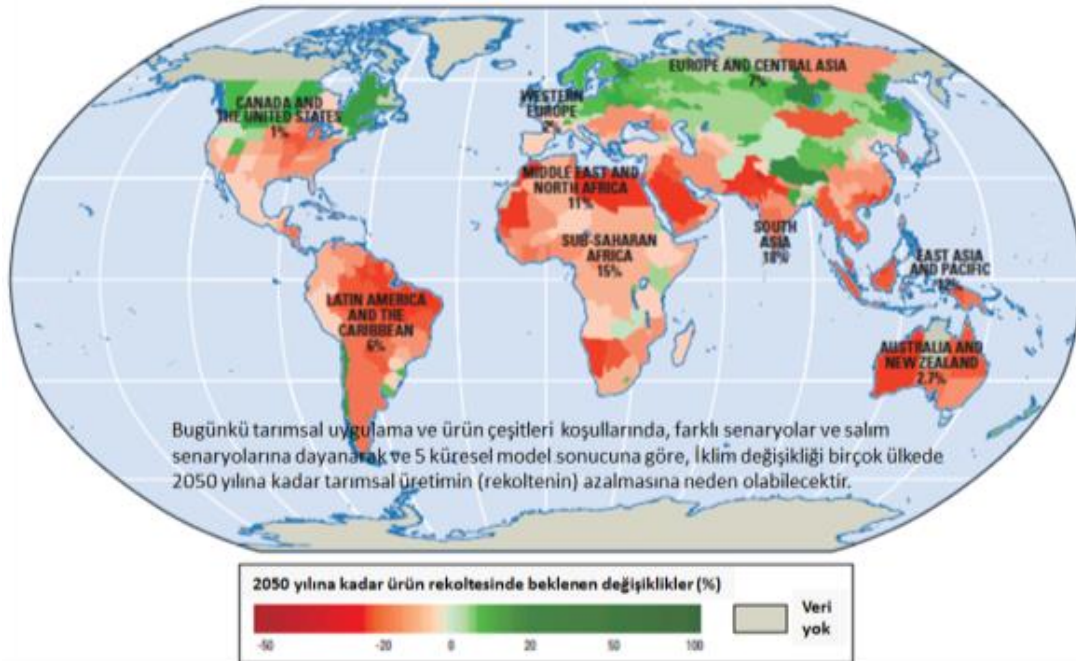 EUROPE AND CENTRAL ASIA
7%
CANADA AND
THE UNITED STATES
1%
WESTERN
EUROPE
2%
MIDDLE EAST AND
NORTH AFRICA
11%
SUB-SAHARAN
AFRICA
15%
SOUTH
ASIA
18%
EAST ASIA
AND PACIFIC
12%
LATIN AMERICA
AND THE
CARIBBEAN
6%
AUSTRALIA AND
NEW ZEALAND
2.7%
Bugünkü tarımsal uygulama ve ürün çeşitleri koşullarında, farklı senaryolar ve salım
senaryolarına dayanarak ve 5 küresel model sonucuna göre, İklim değişikliği birçok ülkede
2050 yılına kadar tarımsal üretimin (rekoltenin) azalmasına neden olabilecektir.
2050 yılına kadar ürün rekoltesinde beklenen değişiklikler (%)
-50 -20 0 20 50 100
Veri
yok